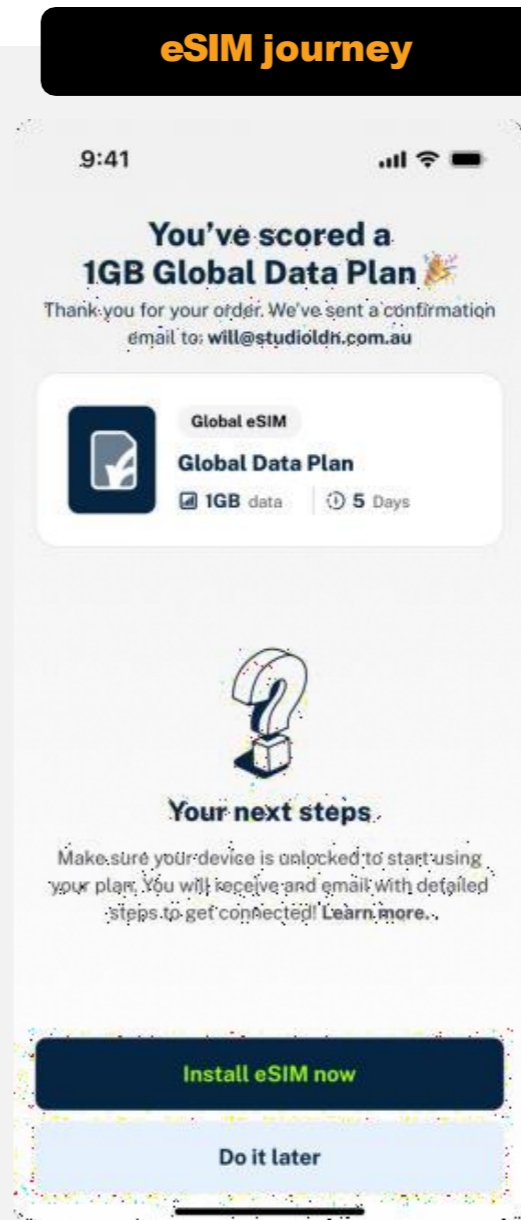 eSIM journey
9:41
You've scored a
1GB Global Data Plan 🎉
Thank you for your order. We've sent a confirmation
email to: will@studioldn.com.au
Global eSIM
Global Data Plan
1GB data
5 Days
Your next steps
Make sure your device is unlocked to start using
your plan. You will receive and email with detailed
steps to get connected! Learn more.
Install eSIM now
Do it later